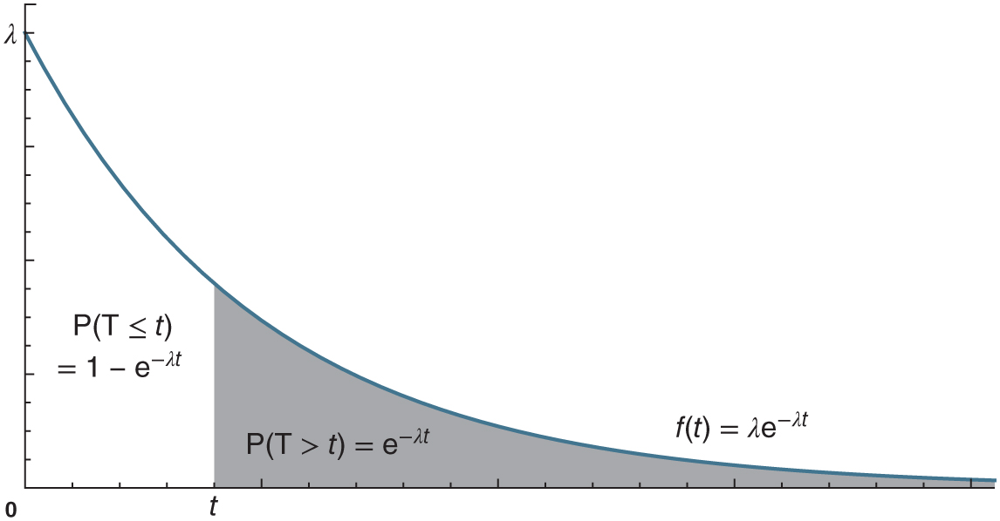 λ
P(T ≤ t)
= 1 – e^{−λt}
P(T > t) = e^{−λt}
f(t) = λe^{−λt}
0
t